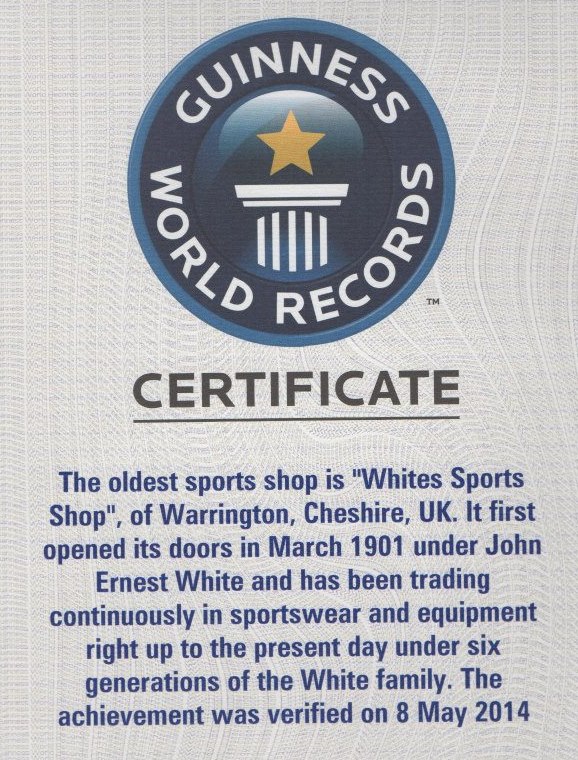 GUINNESS
WORLD RECORDS
™
CERTIFICATE
The oldest sports shop is "Whites Sports
Shop", of Warrington, Cheshire, UK. It first
opened its doors in March 1901 under John
Ernest White and has been trading
continuously in sportswear and equipment
right up to the present day under six
generations of the White family. The
achievement was verified on 8 May 2014